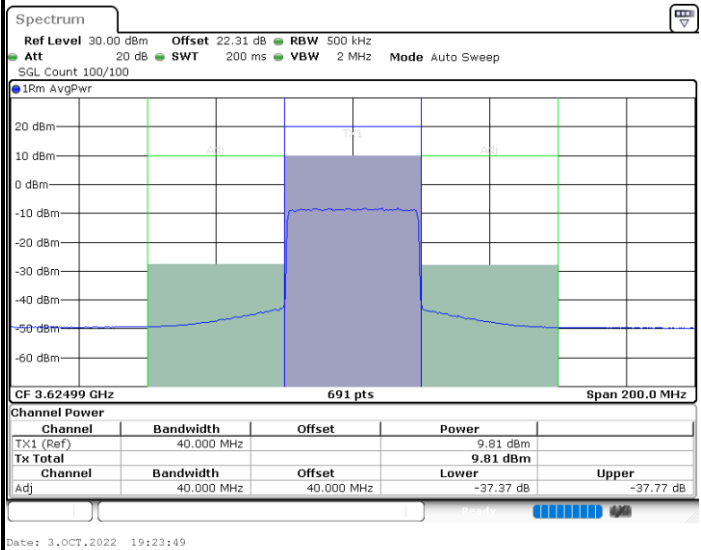 Spectrum
Ref Level 30.00 dBm Offset 22.31 dB RBW 500 kHz
Att 20 dB SWT 200 ms VBW 2 MHz Mode Auto Sweep
SGL Count 100/100
1Rm AvgPwr
20 dBm
TX1
10 dBm Adj Adj
0 dBm
-10 dBm
-20 dBm
-30 dBm
-40 dBm
-50 dBm
-60 dBm
CF 3.62499 GHz 691 pts Span 200.0 MHz
Channel Power
Channel Bandwidth Offset Power
TX1 (Ref) 40.000 MHz 9.81 dBm
Tx Total 9.81 dBm
Channel Bandwidth Offset Lower Upper
Adj 40.000 MHz 40.000 MHz -37.37 dB -37.77 dB
Ready
Date: 3.OCT.2022 19:23:49